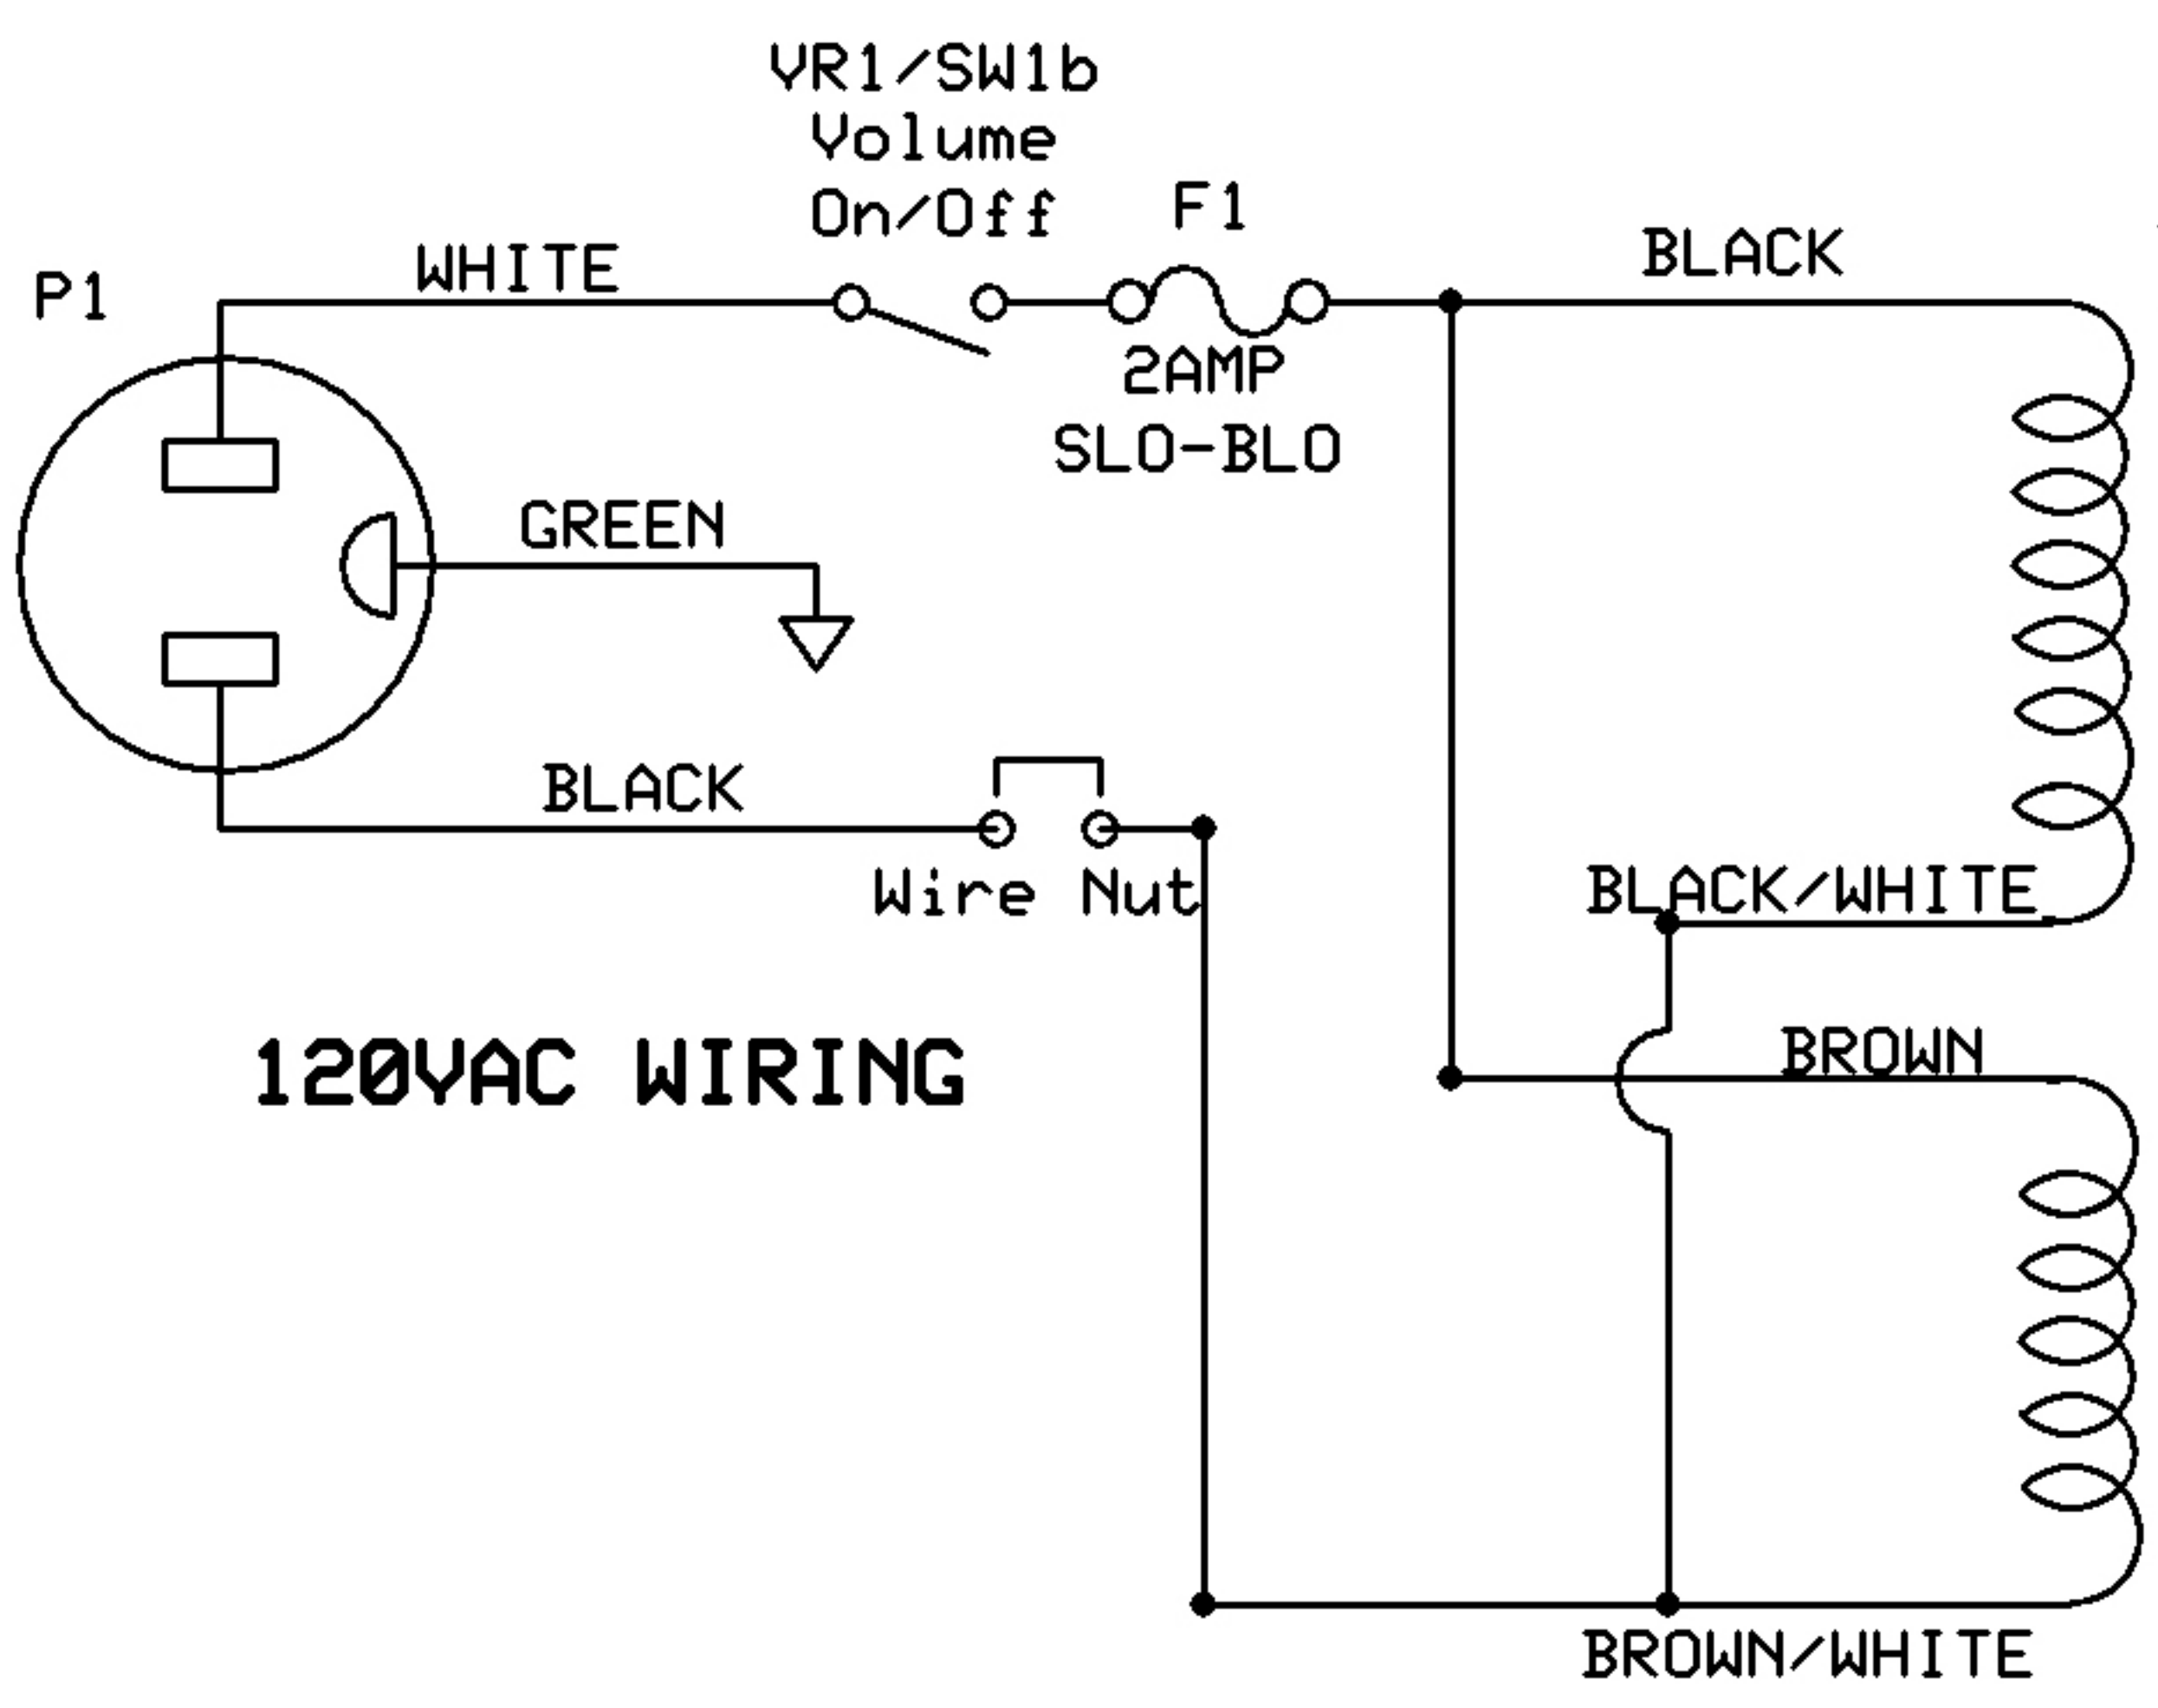 VR1/SW1b
Volume
On/Off
F1
P1
WHITE
BLACK
2AMP
SLO-BLO
GREEN
BLACK
Wire Nut
BLACK/WHITE
BROWN
120VAC WIRING
BROWN/WHITE